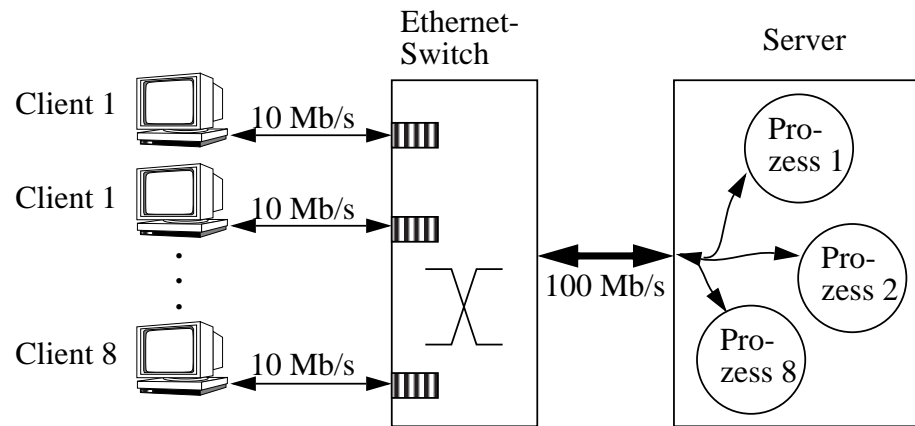 Ethernet-
Switch
Server
Client 1
10 Mb/s
Pro-
zess 1
Client 1
10 Mb/s
100 Mb/s
Pro-
zess 2
Client 8
10 Mb/s
Pro-
zess 8